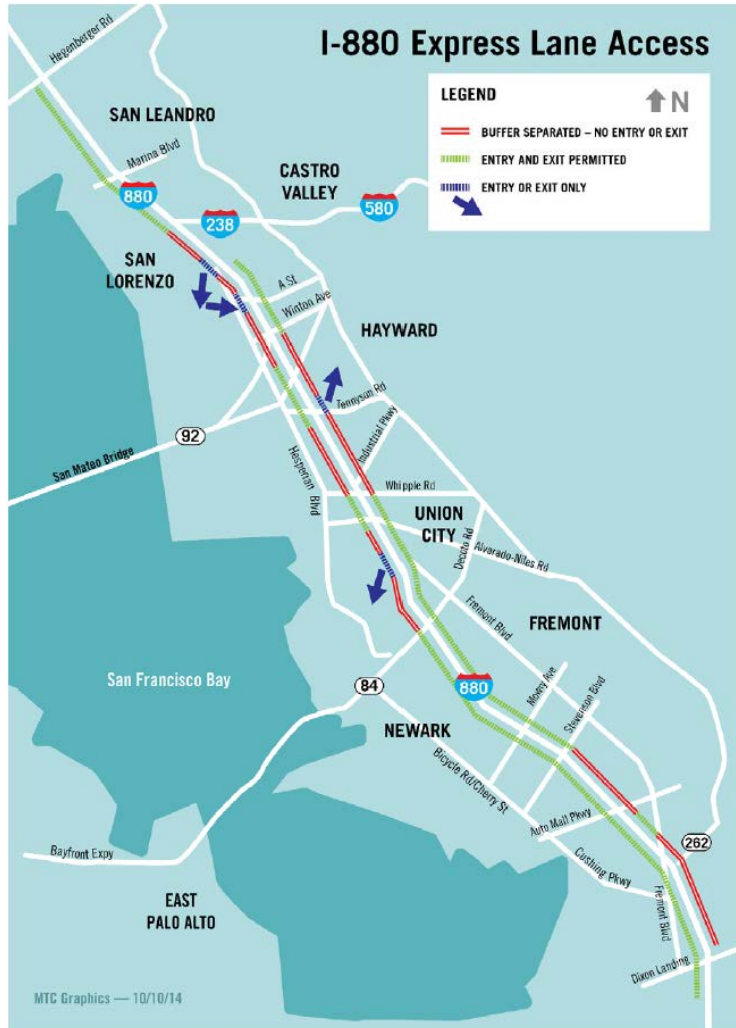 I-880 Express Lane Access
LEGEND
N
BUFFER SEPARATED – NO ENTRY OR EXIT
ENTRY AND EXIT PERMITTED
ENTRY OR EXIT ONLY
Hegenberger Rd
SAN LEANDRO
Marina Blvd
880
CASTRO
VALLEY
238
580
SAN
LORENZO
A St
Winton Ave
HAYWARD
Tennyson Rd
92
San Mateo Bridge
Hesperian Blvd
Industrial Pkwy
Whipple Rd
UNION
CITY
Decoto Rd
Alvarado-Niles Rd
Fremont Blvd
FREMONT
San Francisco Bay
84
880
Mowry Ave
Stevenson Blvd
NEWARK
Bicycle Rd/Cherry St
Auto Mall Pkwy
262
Bayfront Expy
Cushing Pkwy
Fremont Blvd
EAST
PALO ALTO
Dixon Landing
MTC Graphics — 10/10/14